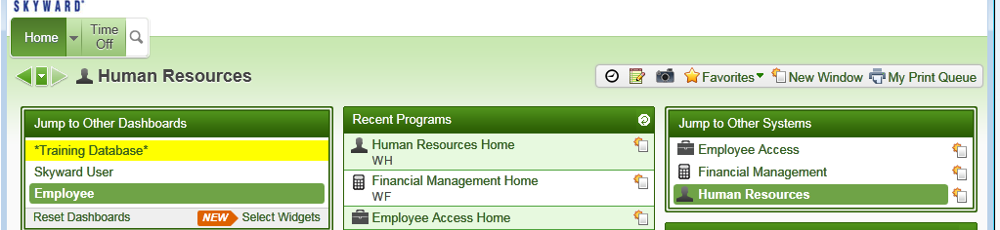 SKYWARD®
Home
Time
Off
Human Resources
Favorites
New Window
My Print Queue
Jump to Other Dashboards
*Training Database*
Skyward User
Employee
Reset Dashboards
NEW
Select Widgets
Recent Programs
Human Resources Home
WH
Financial Management Home
WF
Employee Access Home
Jump to Other Systems
Employee Access
Financial Management
Human Resources